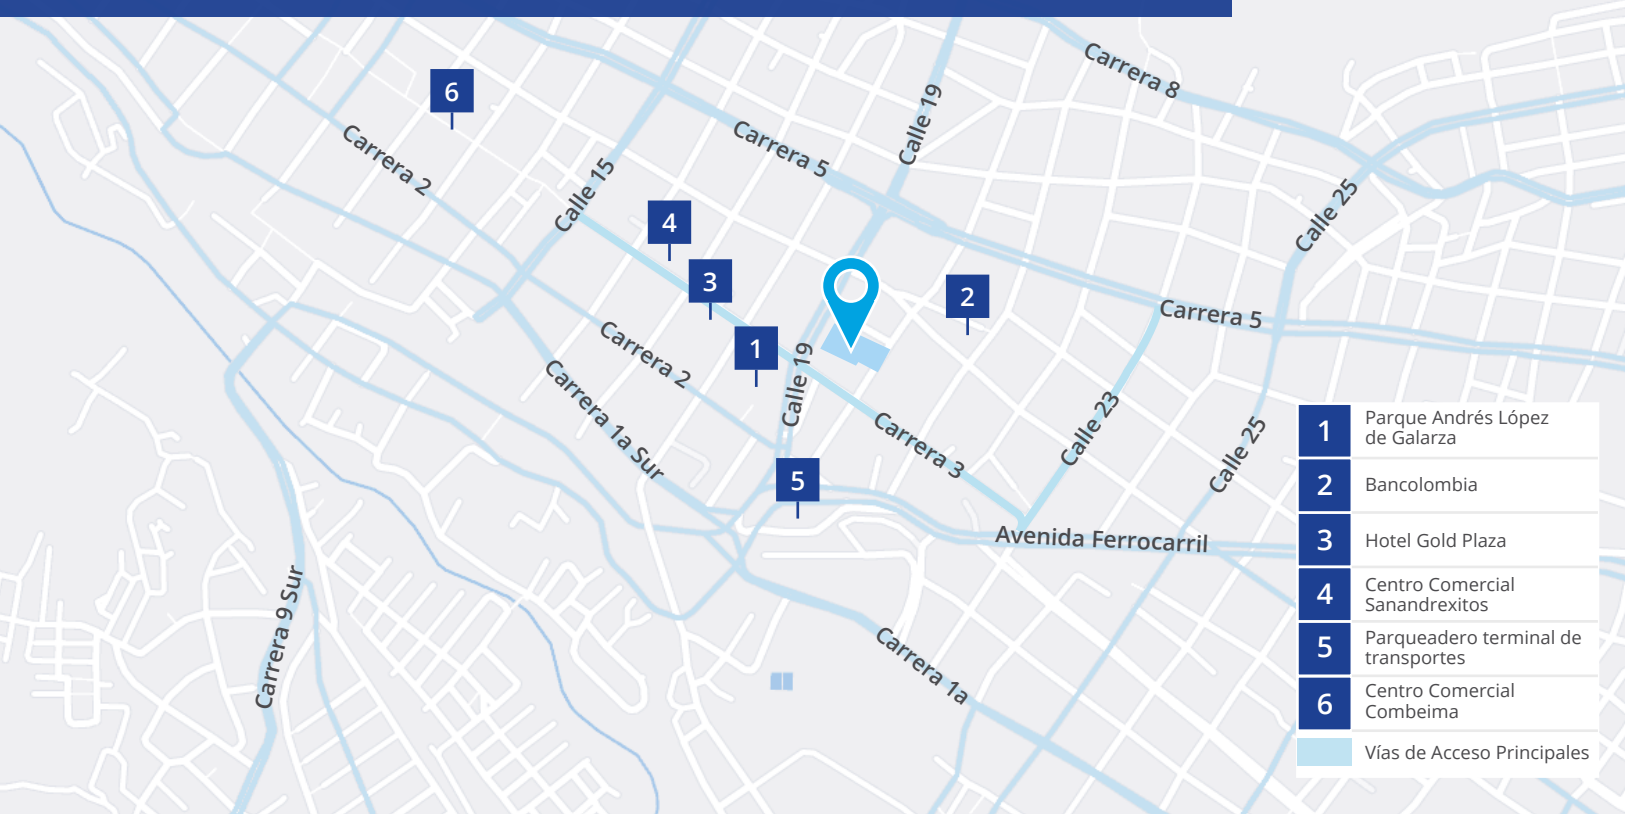 Carrera 8
6
Calle 19
Carrera 5
Carrera 2
Calle 15
Calle 25
4
3
2
Carrera 5
1
Carrera 2
Calle 19
Carrera 1a Sur
Carrera 3
Calle 23
Calle 25
5
Avenida Ferrocarril
Carrera 9 Sur
Carrera 1a
1 Parque Andrés López
de Galarza
2 Bancolombia
3 Hotel Gold Plaza
4 Centro Comercial
Sanandrexitos
5 Parqueadero terminal de
transportes
6 Centro Comercial
Combeima
Vías de Acceso Principales